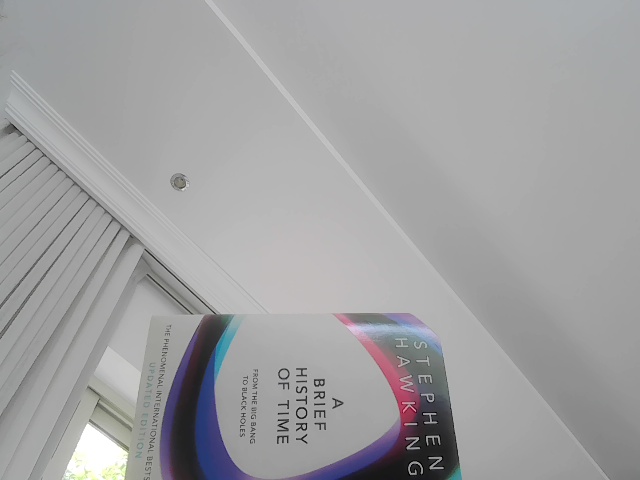 STEPHEN
HAWKING
A
BRIEF
HISTORY
OF TIME
FROM THE BIG BANG
TO BLACK HOLES
THE PHENOMENAL INTERNATIONAL BESTS
UPDATED EDITION